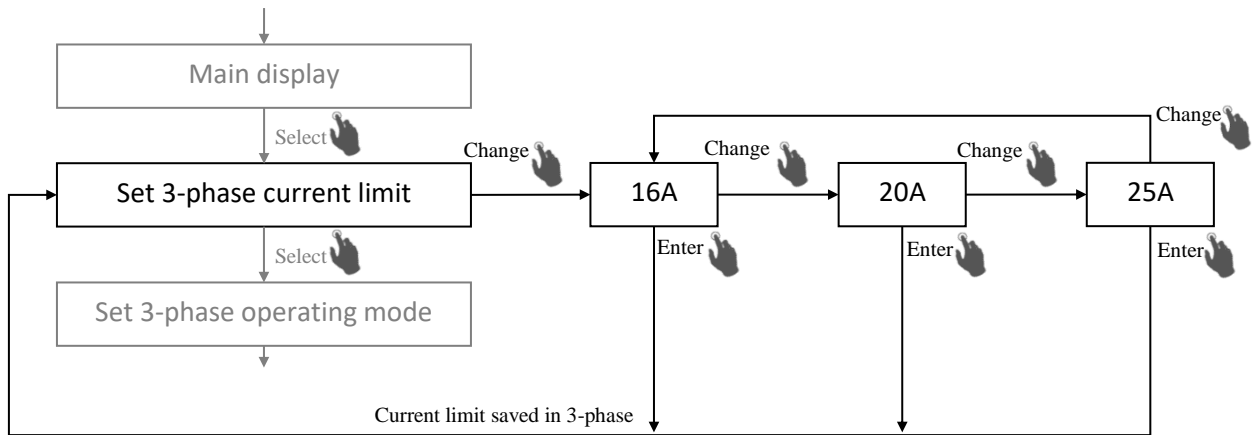 Main display
Select
Change
Change
Change
Change
Set 3-phase current limit
16A
20A
25A
Select
Enter
Enter
Enter
Set 3-phase operating mode
Current limit saved in 3-phase